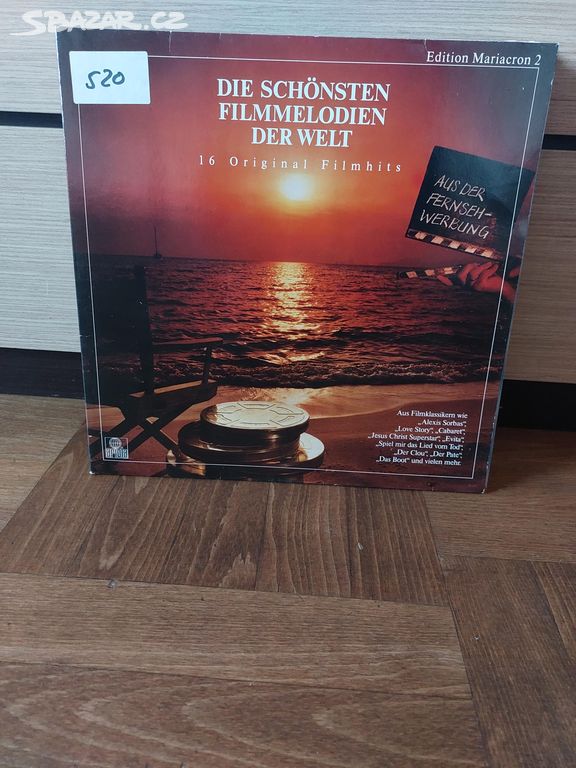 SBAZAR.CZ
520
Edition Mariacron 2
DIE SCHÖNSTEN
FILMMELODIEN
DER WELT
16 Original Filmhits
AUS DER
FERNSEH-
WERBUNG
Aus Filmklassikern wie
„Alexis Sorbas",
„Love Story", „Cabaret",
„Jesus Christ Superstar", „Evita",
„Spiel mir das Lied vom Tod",
„Der Clou", „Der Pate",
„Das Boot" und vielen mehr.
ARIOLA